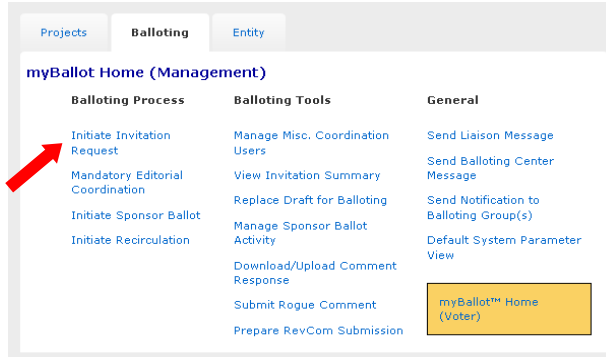 Projects
Balloting
Entity
myBallot Home (Management)
Balloting Process
Initiate Invitation
Request
Mandatory Editorial
Coordination
Initiate Sponsor Ballot
Initiate Recirculation
Balloting Tools
Manage Misc. Coordination
Users
View Invitation Summary
Replace Draft for Balloting
Manage Sponsor Ballot
Activity
Download/Upload Comment
Response
Submit Rogue Comment
Prepare RevCom Submission
General
Send Liaison Message
Send Balloting Center
Message
Send Notification to
Balloting Group(s)
Default System Parameter
View
myBallot™ Home
(Voter)